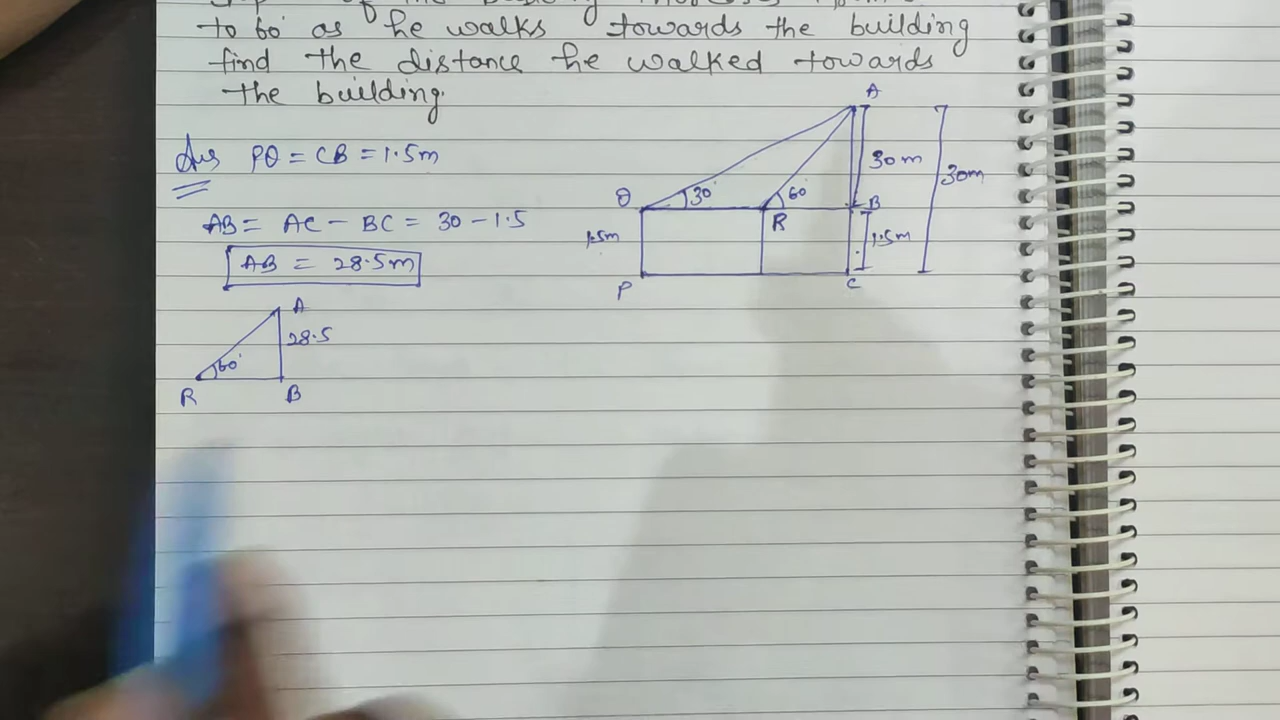 to 60° as he walks towards the building
find the distance he walked towards
the building.
Ans PQ = CB = 1.5m
AB = AC - BC = 30 - 1.5
AB = 28.5m
A
30m
30m
Q 30° 60° B
R
1.5m 1.5m
P C
A
28.5
60°
R B